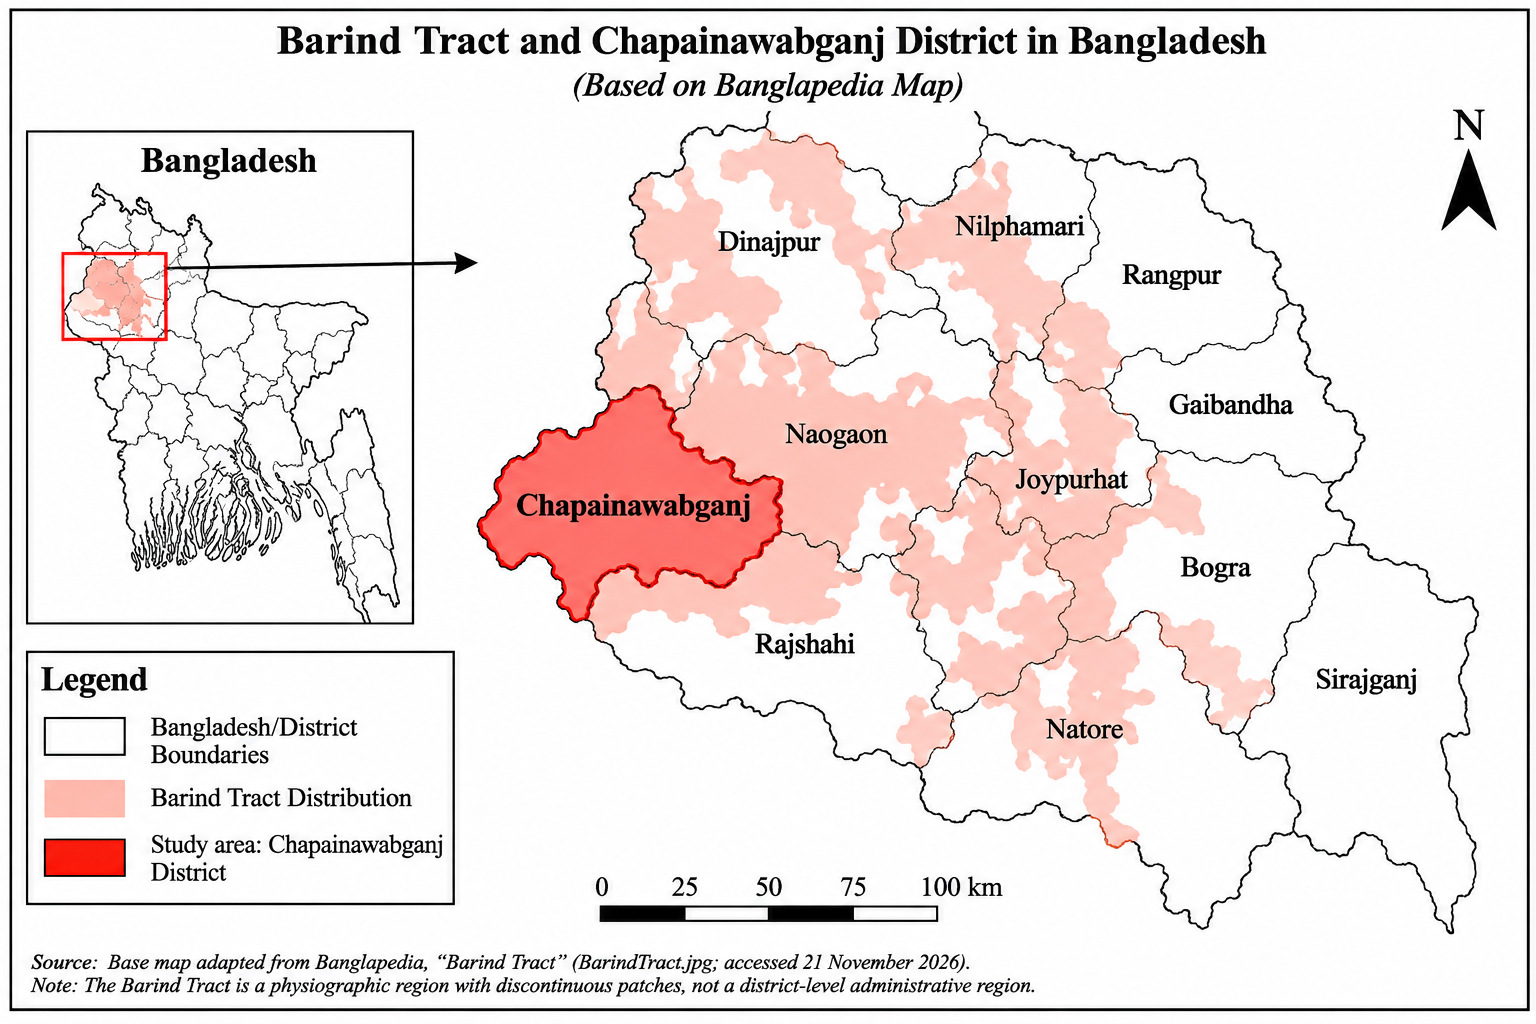 Barind Tract and Chapainawabganj District in Bangladesh
(Based on Banglapedia Map)
N
Bangladesh
Dinajpur
Nilphamari
Rangpur
Gaibandha
Naogaon
Joypurhat
Chapainawabganj
Bogra
Rajshahi
Sirajganj
Natore
Legend
Bangladesh/District
Boundaries
Barind Tract Distribution
Study area: Chapainawabganj
District
0 25 50 75 100 km
Source: Base map adapted from Banglapedia, “Barind Tract” (BarindTract.jpg; accessed 21 November 2026).
Note: The Barind Tract is a physiographic region with discontinuous patches, not a district-level administrative region.